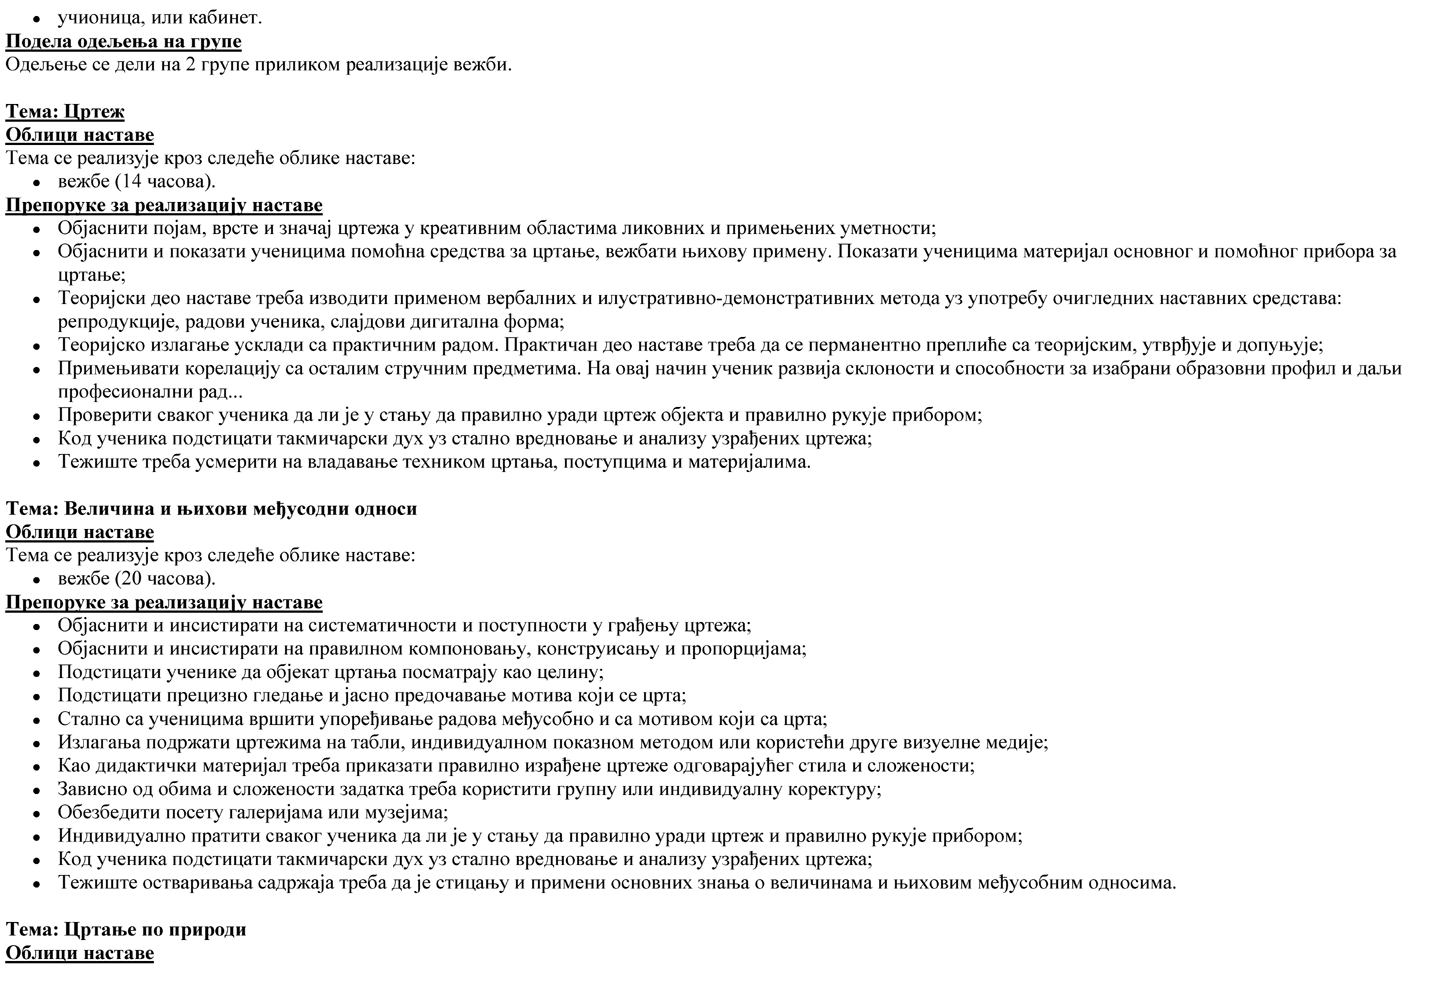 • учионица, или кабинет.
Подела одељења на групе
Одељење се дели на 2 групе приликом реализације вежби.
Тема: Цртеж
Облици наставе
Тема се реализује кроз следеће облике наставе:
• вежбе (14 часова).
Препоруке за реализацију наставе
• Објаснити појам, врсте и значај цртежа у креативним областима ликовних и примењених уметности;
• Објаснити и показати ученицима помоћна средства за цртање, вежбати њихову примену. Показати ученицима материјал основног и помоћног прибора за
цртање;
• Теоријски део наставе треба изводити применом вербалних и илустративно-демонстративних метода уз употребу очигледних наставних средстава:
репродукције, радови ученика, слајдови дигитална форма;
• Теоријско излагање усклади са практичним радом. Практичан део наставе треба да се перманентно преплиће са теоријским, утврђује и допуњује;
• Примењивати корелацију са осталим стручним предметима. На овај начин ученик развија склоности и способности за изабрани образовни профил и даљи
професионални рад...
• Проверити сваког ученика да ли је у стању да правилно уради цртеж објекта и правилно рукује прибором;
• Код ученика подстицати такмичарски дух уз стално вредновање и анализу узрађених цртежа;
• Тежиште треба усмерити на владавање техником цртања, поступцима и материјалима.
Тема: Величина и њихови међусодни односи
Облици наставе
Тема се реализује кроз следеће облике наставе:
• вежбе (20 часова).
Препоруке за реализацију наставе
• Објаснити и инсистирати на систематичности и поступности у грађењу цртежа;
• Објаснити и инсистирати на правилном компоновању, конструисању и пропорцијама;
• Подстицати ученике да објекат цртања посматрају као целину;
• Подстицати прецизно гледање и јасно предочавање мотива који се црта;
• Стално са ученицима вршити упоређивање радова међусобно и са мотивом који са црта;
• Излагања подржати цртежима на табли, индивидуалном показном методом или користећи друге визуелне медије;
• Као дидактички материјал треба приказати правилно израђене цртеже одговарајућег стила и сложености;
• Зависно од обима и сложености задатка треба користити групну или индивидуалну коректуру;
• Обезбедити посету галеријама или музејима;
• Индивидуално пратити сваког ученика да ли је у стању да правилно уради цртеж и правилно рукује прибором;
• Код ученика подстицати такмичарски дух уз стално вредновање и анализу узрађених цртежа;
• Тежиште остваривања садржаја треба да је стицању и примени основних знања о величинама и њиховим међусобним односима.
Тема: Цртање по природи
Облици наставе